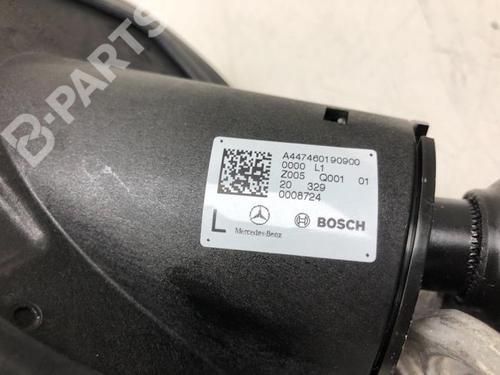 B-PARTS
A447460190900
0000 L1
Z005 Q001 01
20 329
0008724
L Mercedes-Benz BOSCH